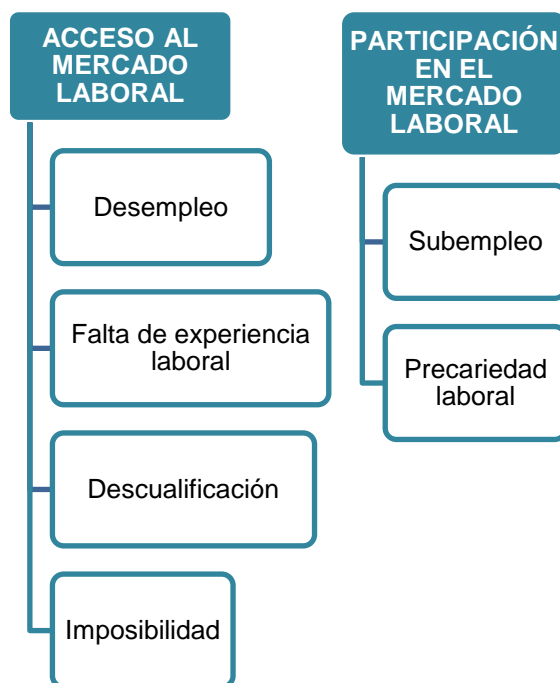 ACCESO AL
MERCADO
LABORAL
Desempleo
Falta de experiencia
laboral
Descualificación
Imposibilidad
PARTICIPACIÓN
EN EL
MERCADO
LABORAL
Subempleo
Precariedad
laboral